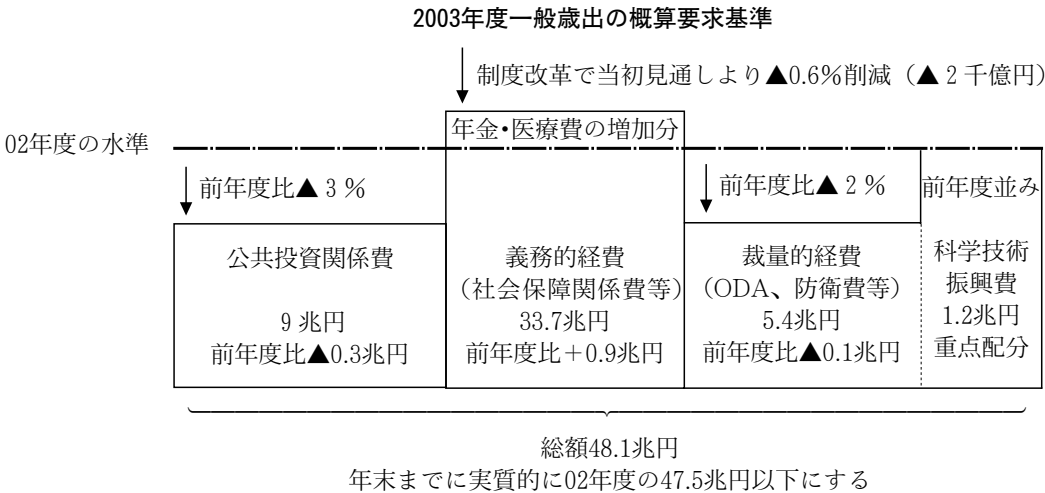 2003年度一般歳出の概算要求基準
制度改革で当初見通しより▲0.6%削減（▲2千億円）
年金・医療費の増加分
02年度の水準
前年度比▲3％
前年度比▲2％
前年度並み
公共投資関係費
9兆円
前年度比▲0.3兆円
義務的経費
（社会保障関係費等）
33.7兆円
前年度比＋0.9兆円
裁量的経費
（ODA、防衛費等）
5.4兆円
前年度比▲0.1兆円
科学技術
振興費
1.2兆円
重点配分
総額48.1兆円
年末までに実質的に02年度の47.5兆円以下にする